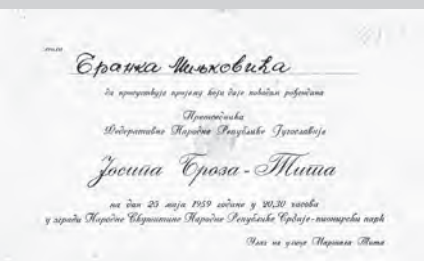 Бранка Миљковића
да присуствује пријему који даје поводом рођендана
Претседника
Федеративне Народне Републике Југославије
Јосипа Броза - Тита
на дан 25 маја 1959 године у 20,30 часова
у згради Народне Скупштине Народне Републике Србије - пионирски парк
Улаз из улице Маршала Тита